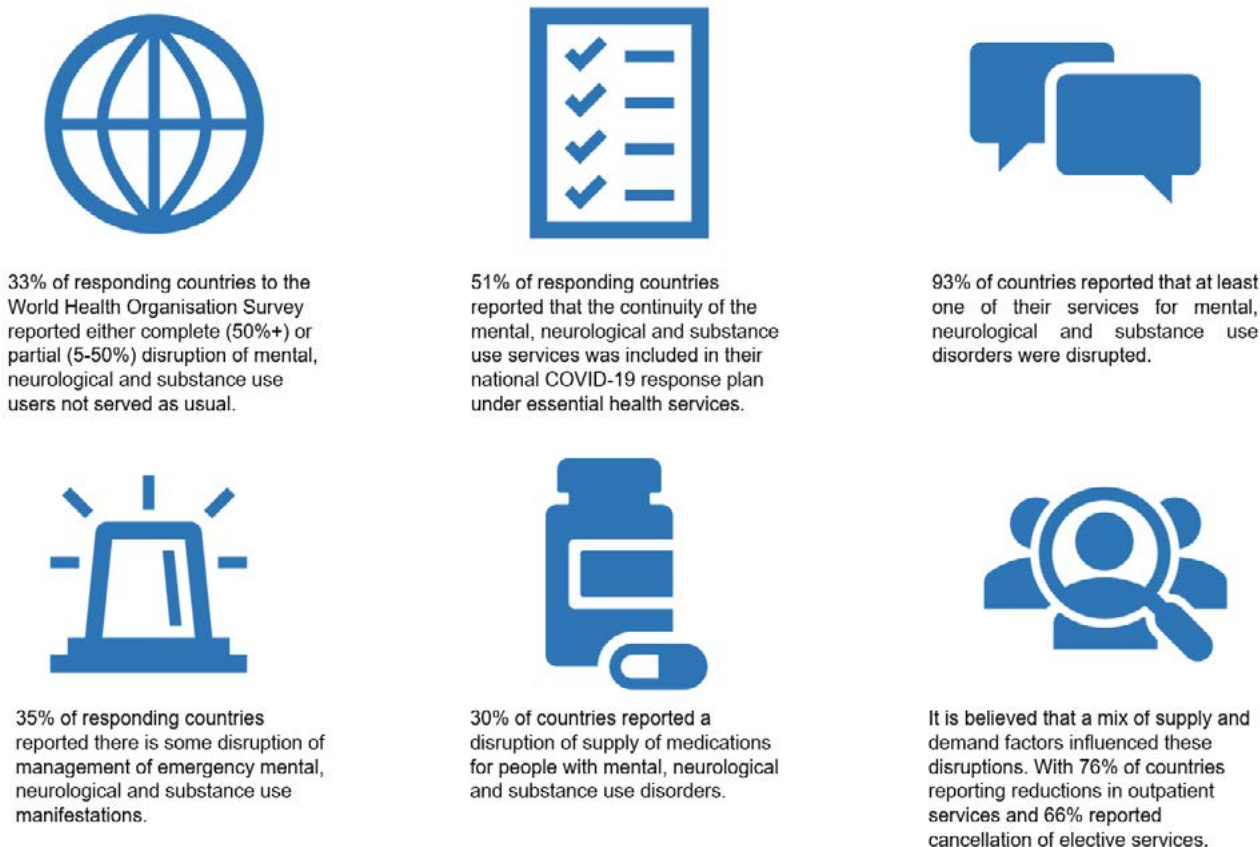 33% of responding countries to the
World Health Organisation Survey
reported either complete (50%+) or
partial (5-50%) disruption of mental,
neurological and substance use
users not served as usual.
51% of responding countries
reported that the continuity of the
mental, neurological and substance
use services was included in their
national COVID-19 response plan
under essential health services.
93% of countries reported that at least
one of their services for mental,
neurological and substance use
disorders were disrupted.
35% of responding countries
reported there is some disruption of
management of emergency mental,
neurological and substance use
manifestations.
30% of countries reported a
disruption of supply of medications
for people with mental, neurological
and substance use disorders.
It is believed that a mix of supply and
demand factors influenced these
disruptions. With 76% of countries
reporting reductions in outpatient
services and 66% reported
cancellation of elective services.